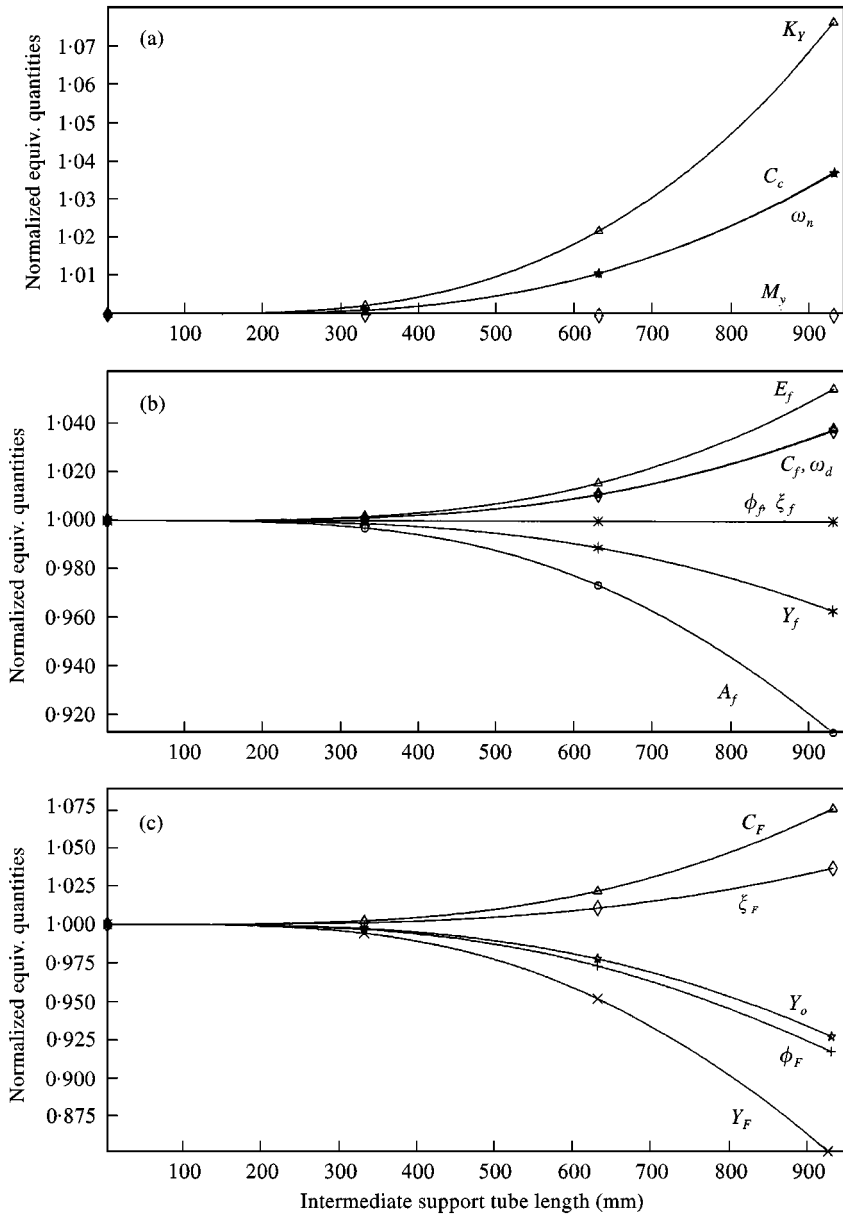 Normalized equiv. quantities
(a)
1·07
1·06
1·05
1·04
1·03
1·02
1·01
K_Y
C_c
ω_n
M_y
100 200 300 400 500 600 700 800 900
Normalized equiv. quantities
(b)
1·040
1·020
1·000
0·980
0·960
0·940
0·920
E_f
C_f, ω_d
ϕ_f, ξ_f
Y_f
A_f
100 200 300 400 500 600 700 800 900
Normalized equiv. quantities
(c)
1·075
1·050
1·025
1·000
0·975
0·950
0·925
0·900
0·875
C_F
ξ_F
Y_o
ϕ_F
Y_F
100 200 300 400 500 600 700 800 900
Intermediate support tube length (mm)